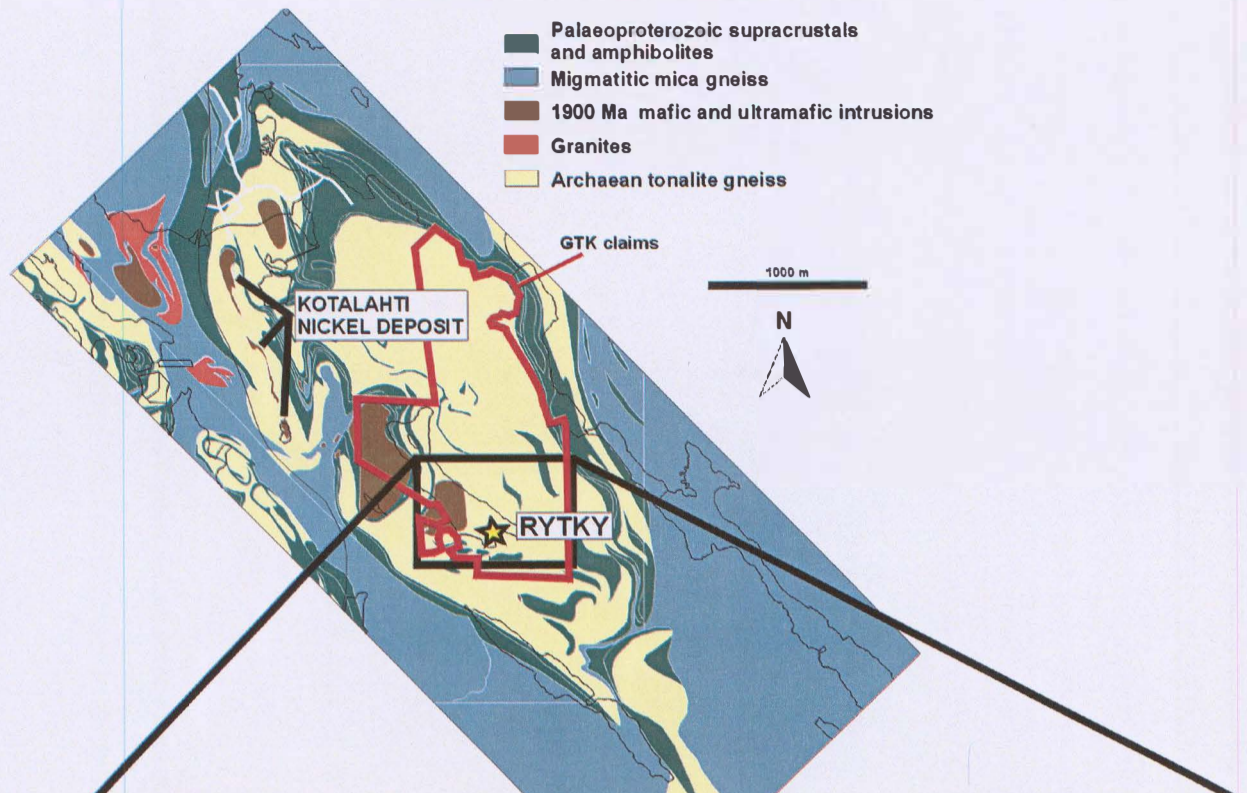 Palaeoproterozoic supracrustals
and amphibolites
Migmatitic mica gneiss
1900 Ma mafic and ultramafic intrusions
Granites
Archaean tonalite gneiss
GTK claims
1000 m
N
KOTALAHTI
NICKEL DEPOSIT
RYTKY